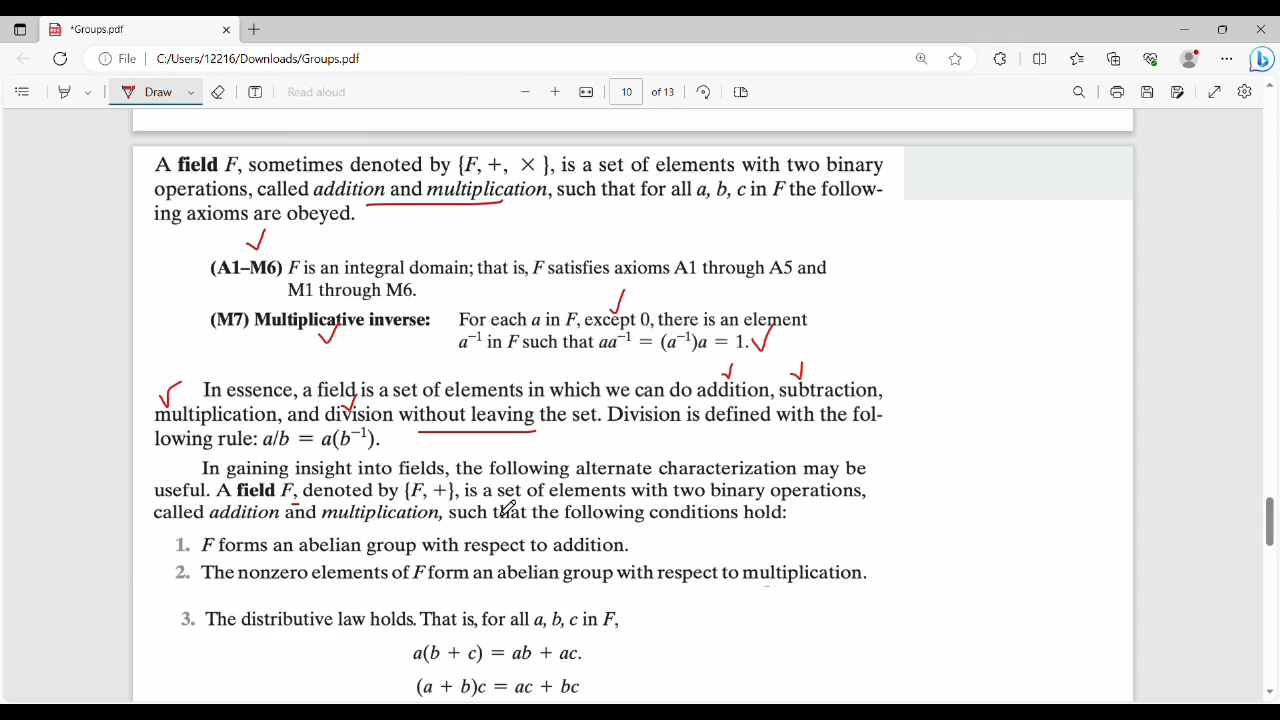 *Groups.pdf
File | C:/Users/12216/Downloads/Groups.pdf
Draw Read aloud 10 of 13
A field F, sometimes denoted by {F, +, ×}, is a set of elements with two binary
operations, called addition and multiplication, such that for all a, b, c in F the follow-
ing axioms are obeyed.
(A1–M6) F is an integral domain; that is, F satisfies axioms A1 through A5 and
M1 through M6.
(M7) Multiplicative inverse: For each a in F, except 0, there is an element
a⁻¹ in F such that aa⁻¹ = (a⁻¹)a = 1.
In essence, a field is a set of elements in which we can do addition, subtraction,
multiplication, and division without leaving the set. Division is defined with the fol-
lowing rule: a/b = a(b⁻¹).
In gaining insight into fields, the following alternate characterization may be
useful. A field F, denoted by {F, +}, is a set of elements with two binary operations,
called addition and multiplication, such that the following conditions hold:
1. F forms an abelian group with respect to addition.
2. The nonzero elements of F form an abelian group with respect to multiplication.
3. The distributive law holds. That is, for all a, b, c in F,
a(b + c) = ab + ac.
(a + b)c = ac + bc